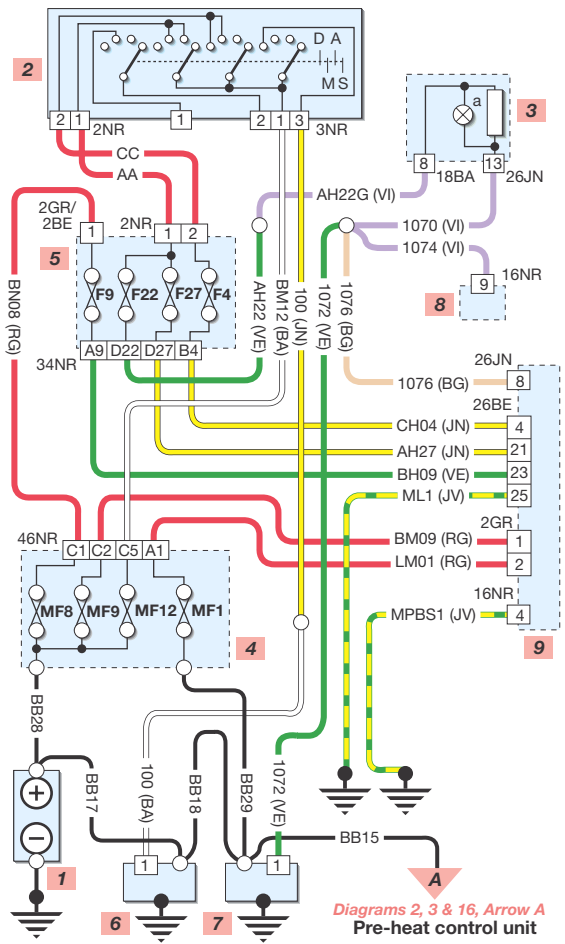 D A
M S
2
2 1
2NR
1
2 1 3
3NR
a
3
8
18BA
13
26JN
CC
AA
AH22G (VI)
2GR/
2BE
1
2NR
1 2
1070 (VI)
1074 (VI)
9
16NR
8
5
F9
F22
F27
F4
BN08 (RG)
AH22 (VE)
BM12 (BA)
100 (JN)
1072 (VE)
1076 (BG)
34NR
A9 D22 D27 B4
26JN
1076 (BG)
8
26BE
CH04 (JN)
4
AH27 (JN)
21
BH09 (VE)
23
ML1 (JV)
25
2GR
BM09 (RG)
1
LM01 (RG)
2
46NR
C1 C2 C5 A1
MF8
MF9
MF12
MF1
4
16NR
MPBS1 (JV)
4
9
BB28
BB17
100 (BA)
BB18
BB29
1072 (VE)
+
−
1
1
6
1
7
BB15
A
Diagrams 2, 3 & 16, Arrow A
Pre-heat control unit